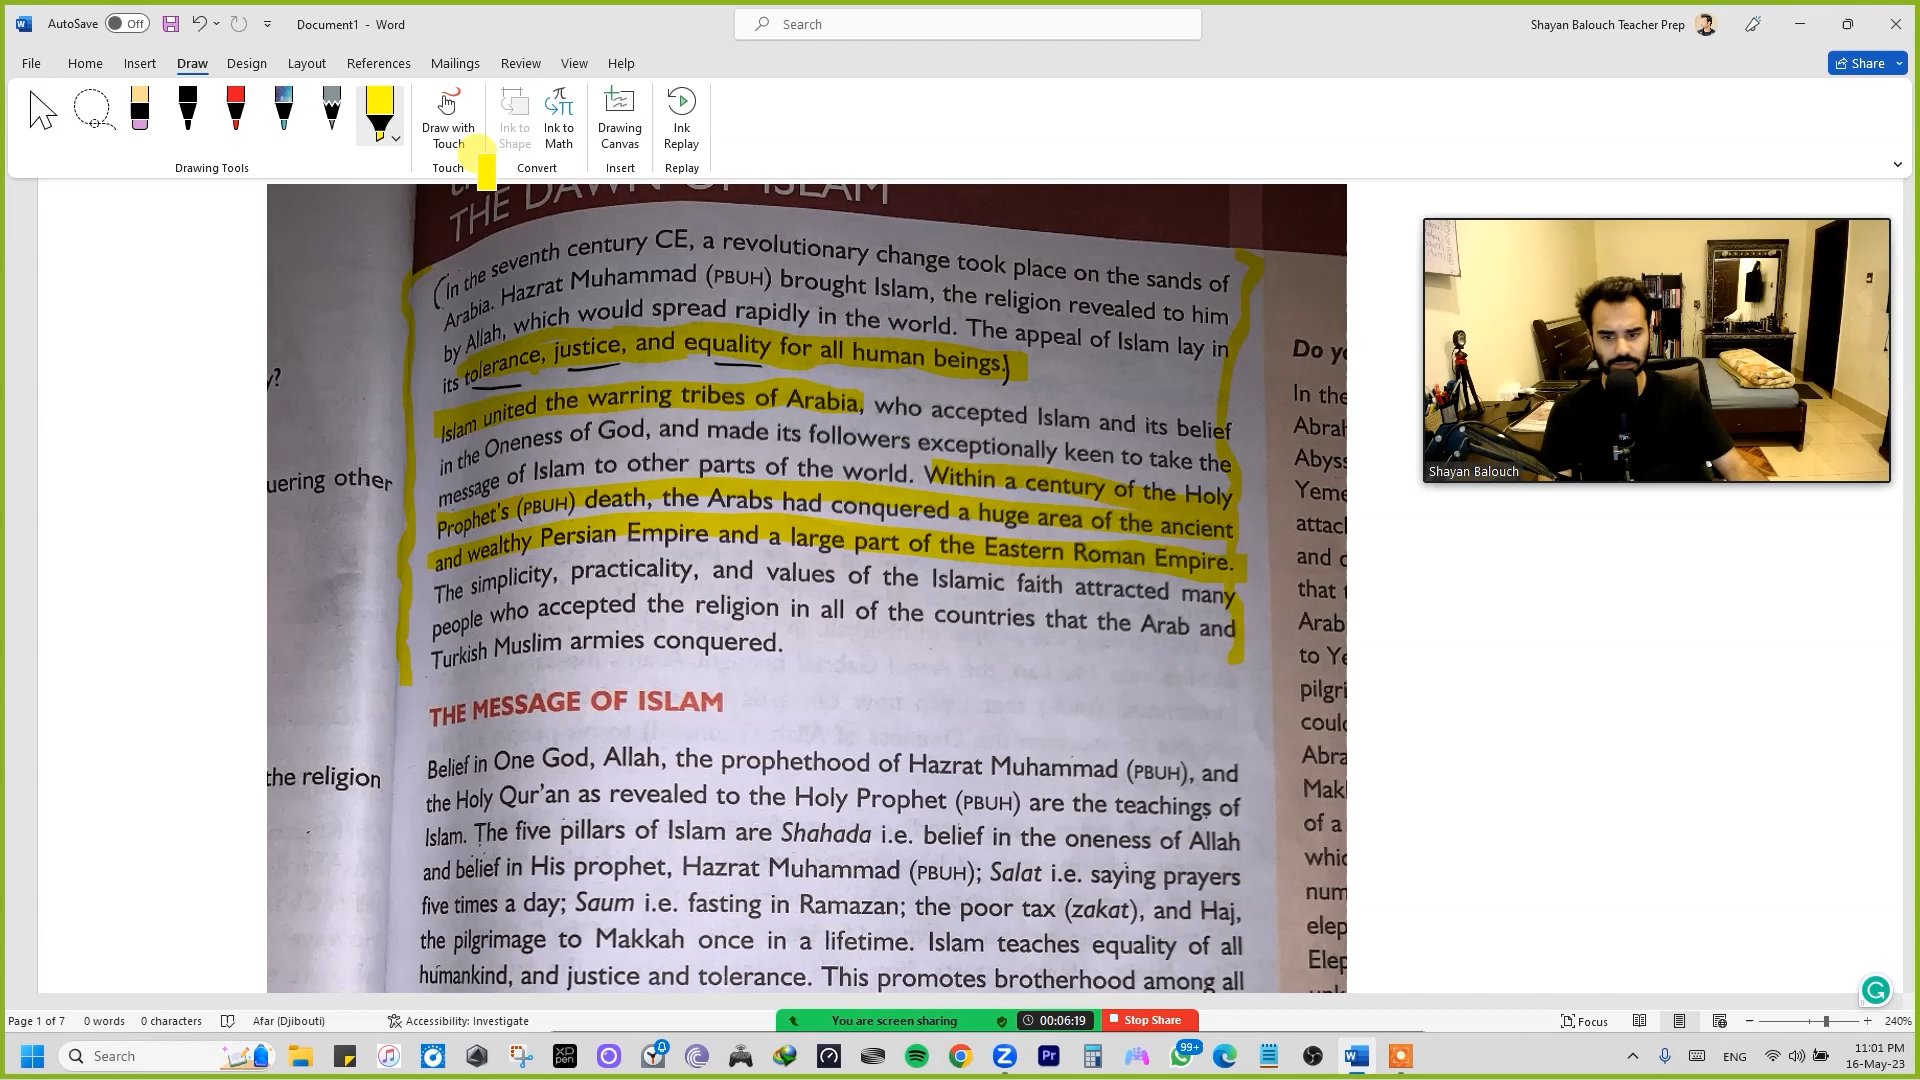 AutoSave Off Document1 - Word Search Shayan Balouch Teacher Prep
File Home Insert Draw Design Layout References Mailings Review View Help Share
Draw with Touch Ink to Shape Ink to Math Drawing Canvas Ink Replay
Drawing Tools Touch Convert Insert Replay
THE DAWN OF ISLAM
In the seventh century CE, a revolutionary change took place on the sands of
Arabia. Hazrat Muhammad (PBUH) brought Islam, the religion revealed to him
by Allah, which would spread rapidly in the world. The appeal of Islam lay in
its tolerance, justice, and equality for all human beings.
Islam united the warring tribes of Arabia, who accepted Islam and its belief
in the Oneness of God, and made its followers exceptionally keen to take the
message of Islam to other parts of the world. Within a century of the Holy
Prophet's (PBUH) death, the Arabs had conquered a huge area of the ancient
and wealthy Persian Empire and a large part of the Eastern Roman Empire.
The simplicity, practicality, and values of the Islamic faith attracted many
people who accepted the religion in all of the countries that the Arab and
Turkish Muslim armies conquered.
THE MESSAGE OF ISLAM
Belief in One God, Allah, the prophethood of Hazrat Muhammad (PBUH), and
the Holy Qur'an as revealed to the Holy Prophet (PBUH) are the teachings of
Islam. The five pillars of Islam are Shahada i.e. belief in the oneness of Allah
and belief in His prophet, Hazrat Muhammad (PBUH); Salat i.e. saying prayers
five times a day; Saum i.e. fasting in Ramazan; the poor tax (zakat), and Haj,
the pilgrimage to Makkah once in a lifetime. Islam teaches equality of all
humankind, and justice and tolerance. This promotes brotherhood among all
y?
uering other
the religion
Do yo
In the
Abrah
Abyss
Yeme
attacl
and c
that
Arab
to Ye
pilgri
coulc
Abra
Makl
of a
whic
num
elep
Elep
Shayan Balouch
Page 1 of 7 0 words 0 characters Afar (Djibouti) Accessibility: Investigate You are screen sharing 00:06:19 Stop Share Focus 240%
Search XP PEN 99+ Pr ENG 11:01 PM
16-May-23